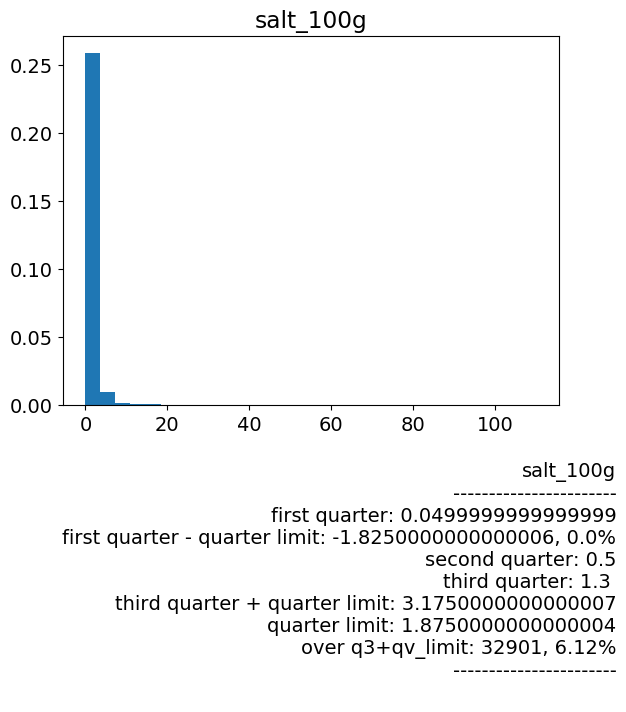 salt_100g
0.25
0.20
0.15
0.10
0.05
0.00
0 20 40 60 80 100
salt_100g
-----------------------
first quarter: 0.0499999999999999
first quarter - quarter limit: -1.8250000000000006, 0.0%
second quarter: 0.5
third quarter: 1.3
third quarter + quarter limit: 3.1750000000000007
quarter limit: 1.8750000000000004
over q3+qv_limit: 32901, 6.12%
-----------------------